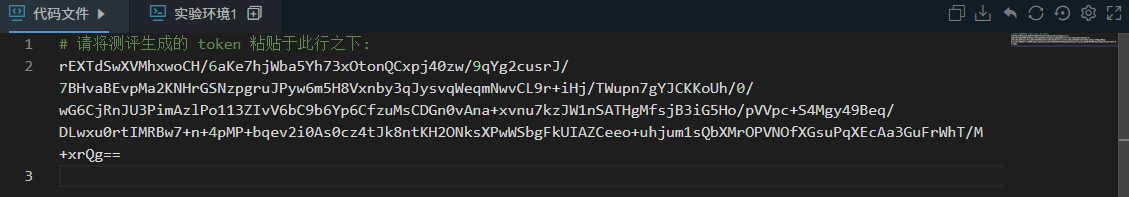 代码文件 实验环境1
1 # 请将测评生成的 token 粘贴于此行之下:
2 rEXTdSwXVMhxwoCH/6aKe7hjWba5Yh73xOtonQCxpj40zw/9qYg2cusrJ/
7BHvaBEvpMa2KNHrGSNzpgruJPyw6m5H8Vxnby3qJysvqWeqmNwvCL9r+iHj/TWupn7gYJCKKoUh/0/
wG6CjRnJU3PimAzlPo113ZIvV6bC9b6Yp6CfzuMsCDGn0vAna+xvnu7kzJW1nSATHgMfsjB3iG5Ho/pVVpc+S4Mgy49Beq/
DLwxu0rtIMRBw7+n+4pMP+bqev2i0As0cz4tJk8ntKH2ONksXPwWSbgFkUIAZCeeo+uhjum1sQbXMrOPVNOfXGsuPqXEcAa3GuFrWhT/M
+xrQg==
3